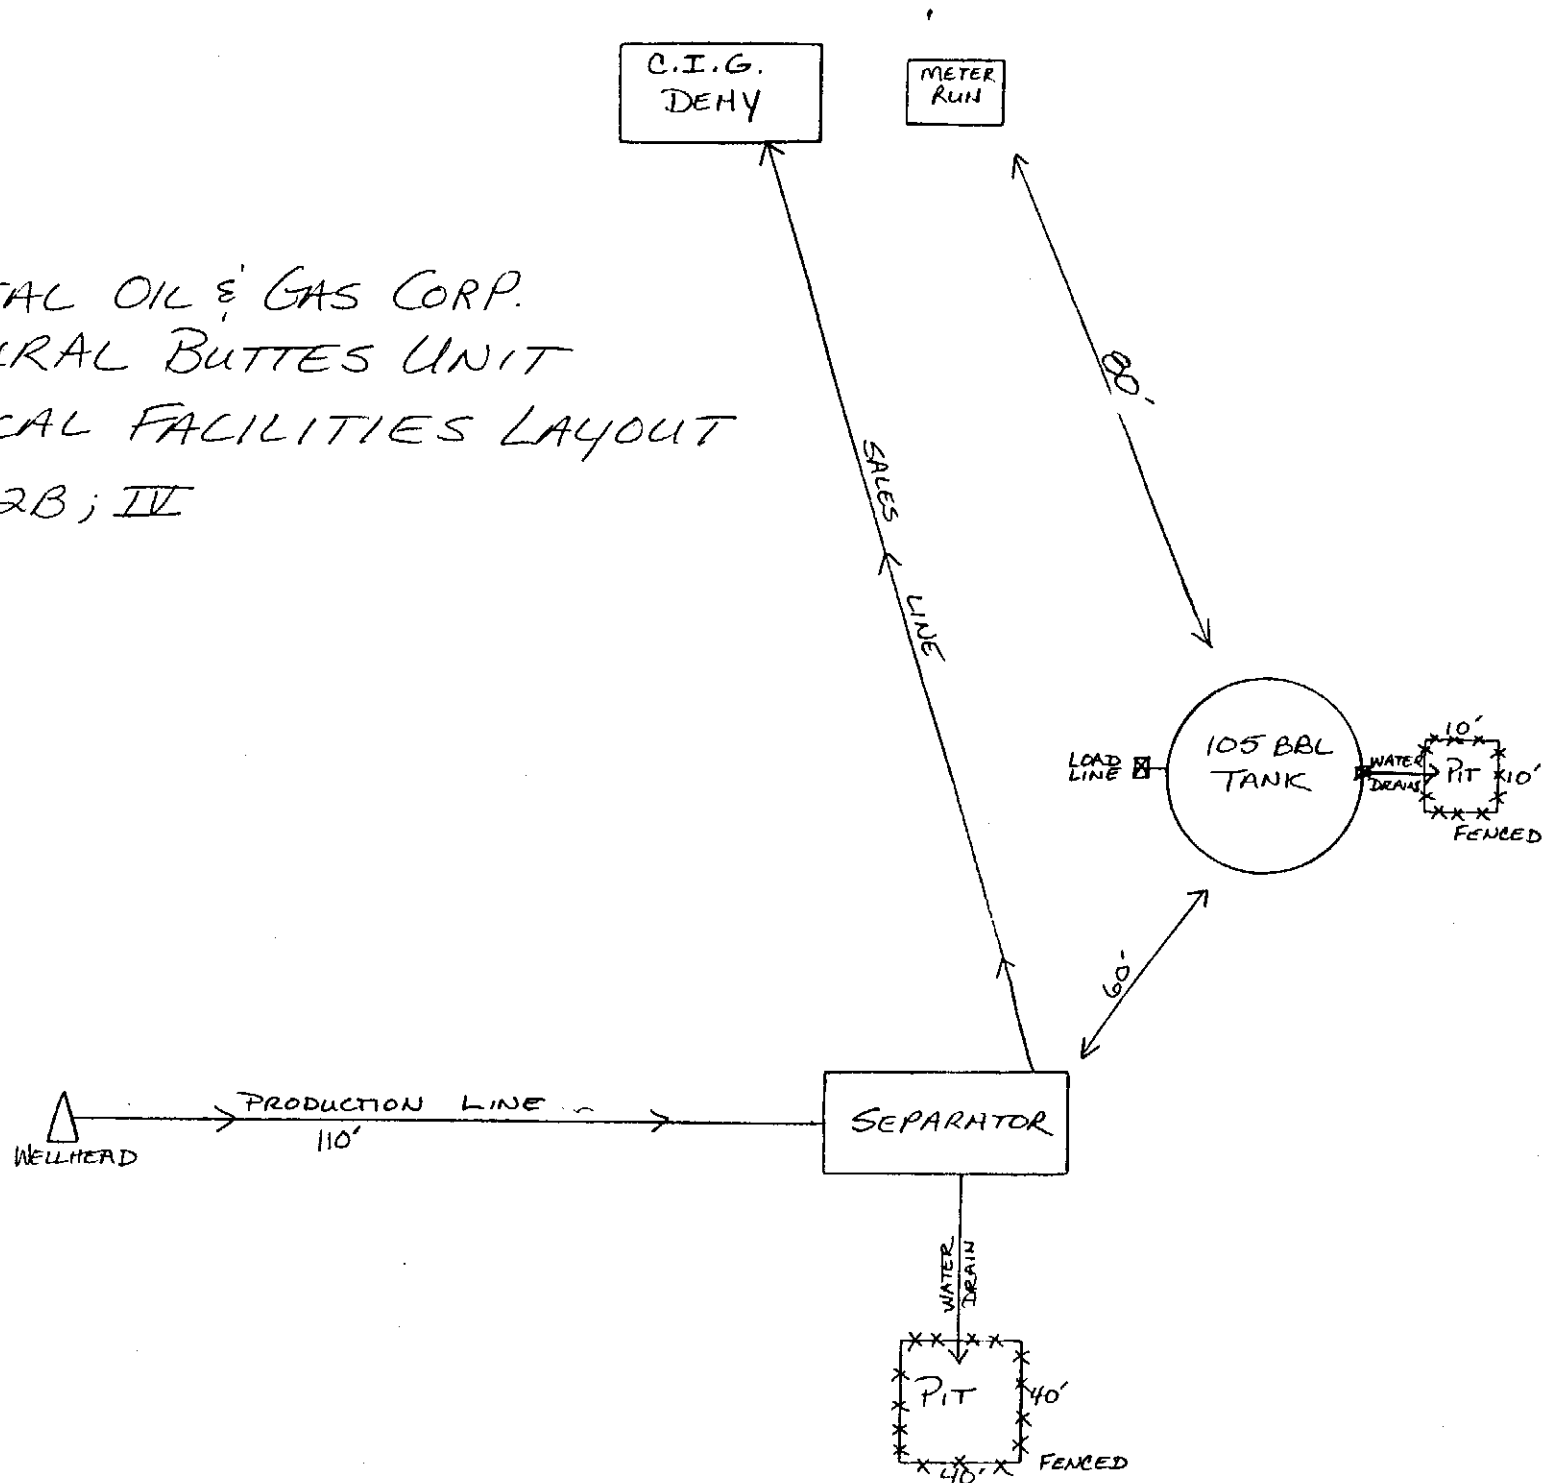 C.I.G.
DEHY
METER
RUN
TAL OIL & GAS CORP.
URAL BUTTES UNIT
CAL FACILITIES LAYOUT
2B; IV
80'
SALES LINE
LOAD
LINE
105 BBL
TANK
WATER
DRAINS
10'
PIT
10'
FENCED
60'
PRODUCTION LINE
110'
WELLHEAD
SEPARATOR
WATER
DRAIN
PIT
40'
40'
FENCED